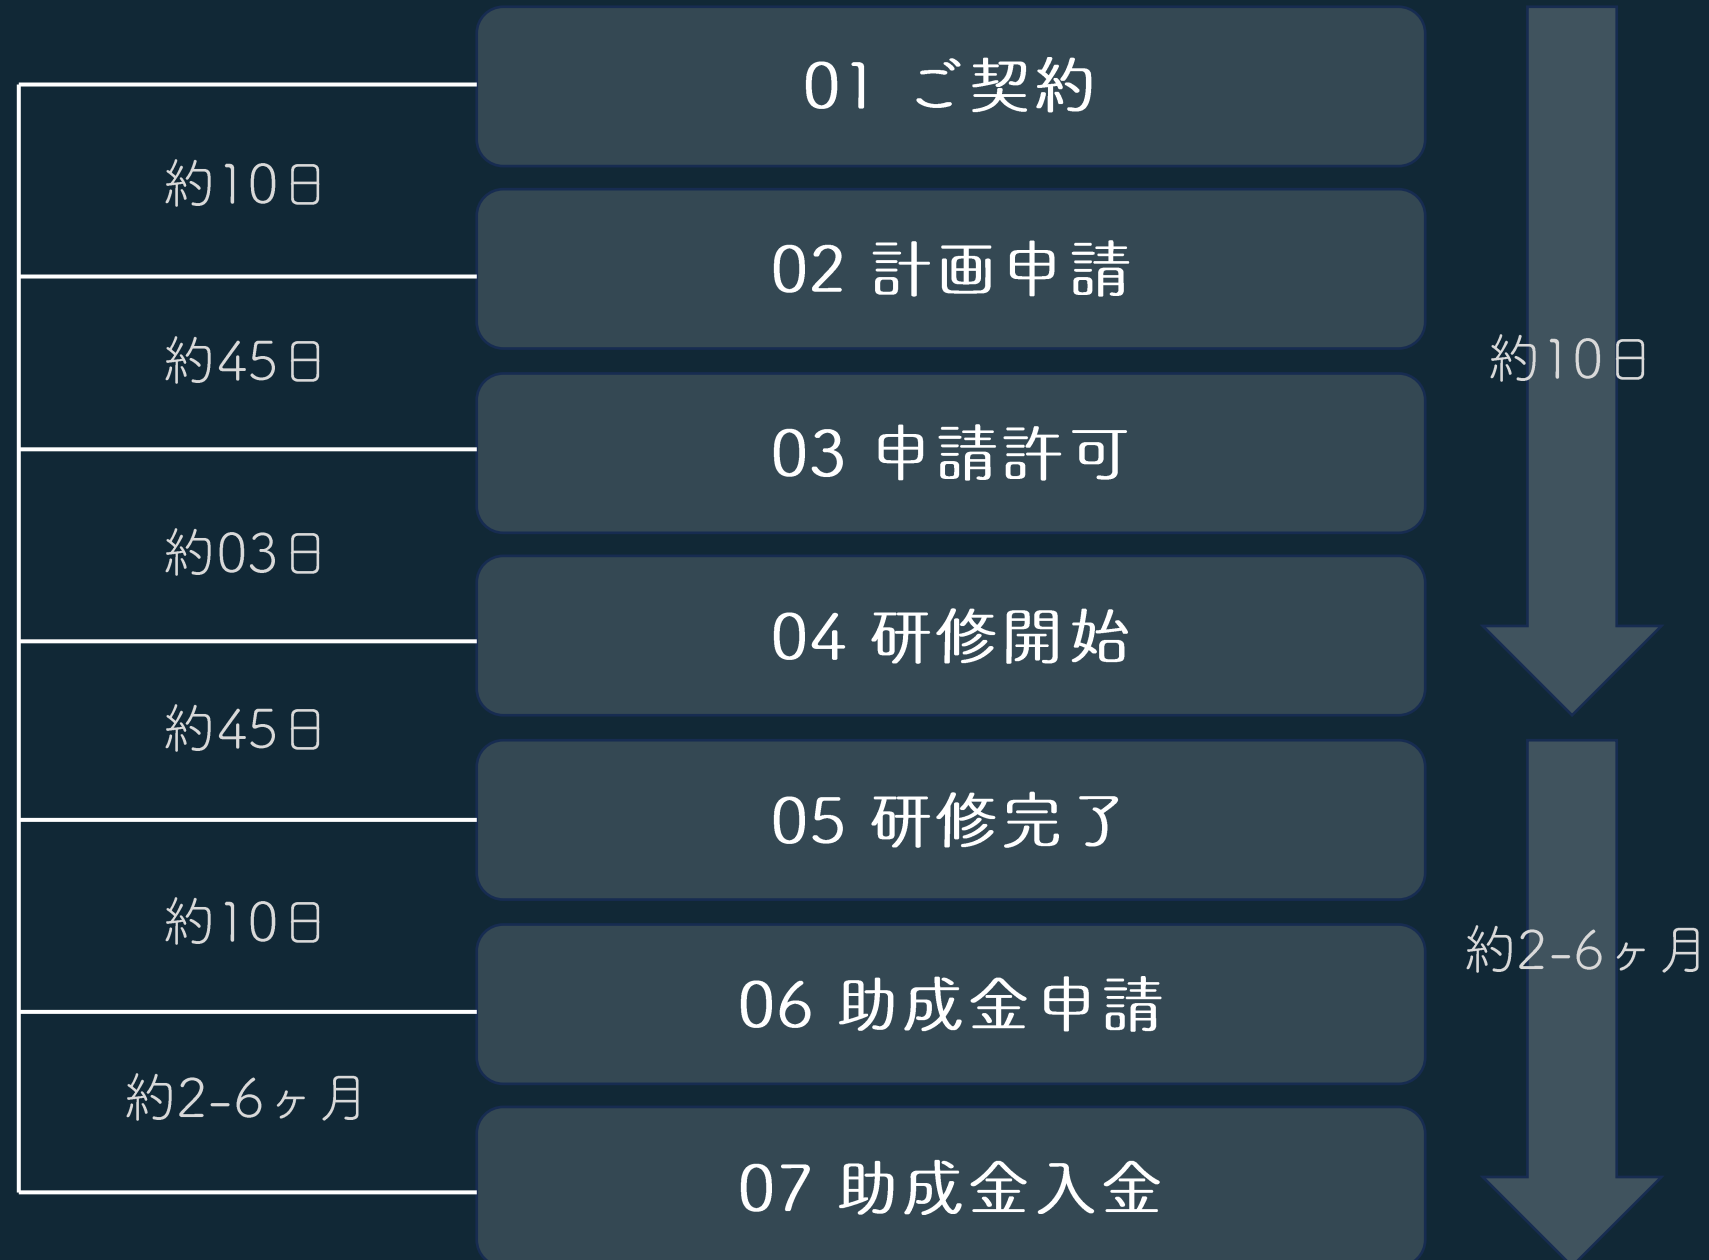 01 ご契約
約10日
02 計画申請
約45日
約10日
03 申請許可
約03日
04 研修開始
約45日
05 研修完了
約10日
約2-6ヶ月
06 助成金申請
約2-6ヶ月
07 助成金入金